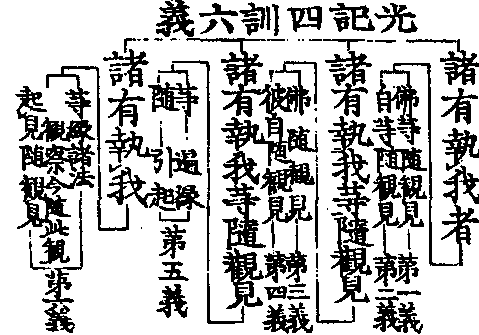 光記四訓六義
諸有執我者
佛等隨觀見 第一義
自等隨觀見 第二義
諸有執我等隨觀見
佛隨觀見 第三義
彼自隨觀見 第四義
諸有執我等隨觀見
等 遍緣
隨 引起
第五義
諸有執我
等緣諸法
觀察今隨此觀
起見隨觀見
第六義